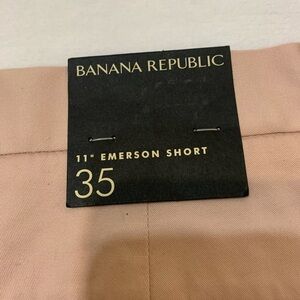 BANANA REPUBLIC
11" EMERSON SHORT
35